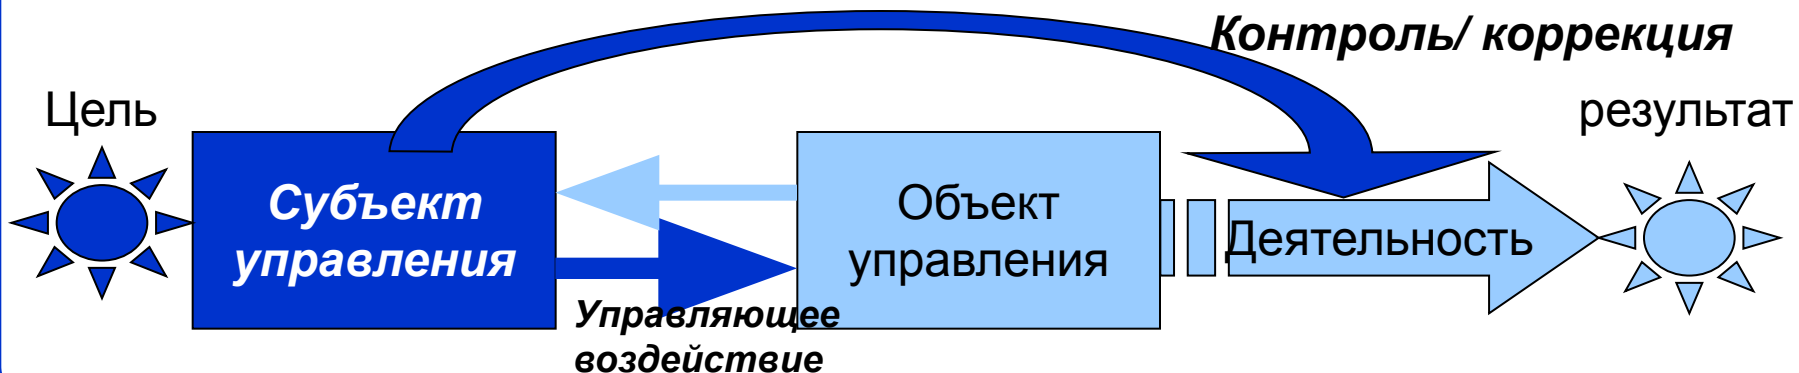 Контроль/ коррекция
Цель
результат
Субъект
управления
Объект
управления
Деятельность
Управляющее
воздействие